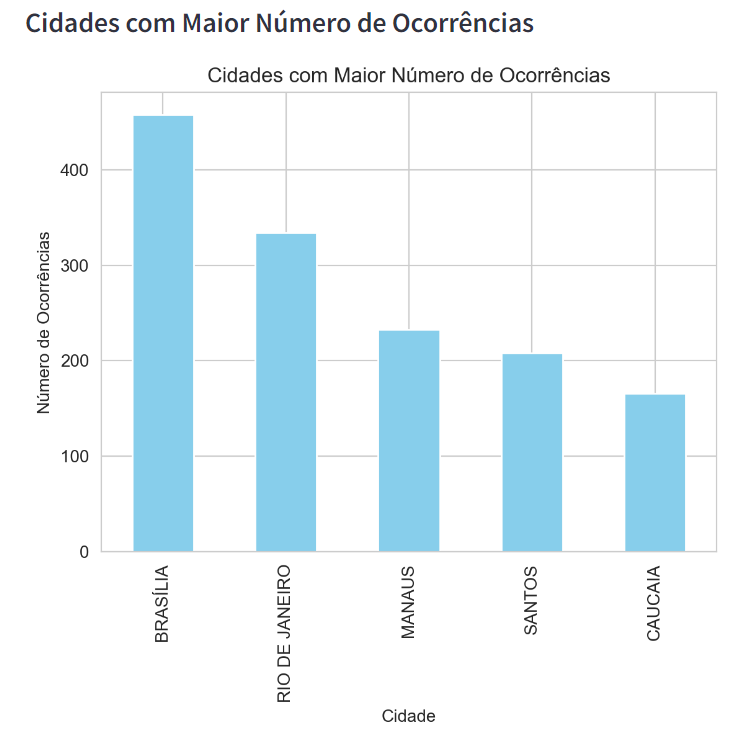 Cidades com Maior Número de Ocorrências
Cidades com Maior Número de Ocorrências
Número de Ocorrências
400
300
200
100
0
BRASÍLIA
RIO DE JANEIRO
MANAUS
SANTOS
CAUCAIA
Cidade